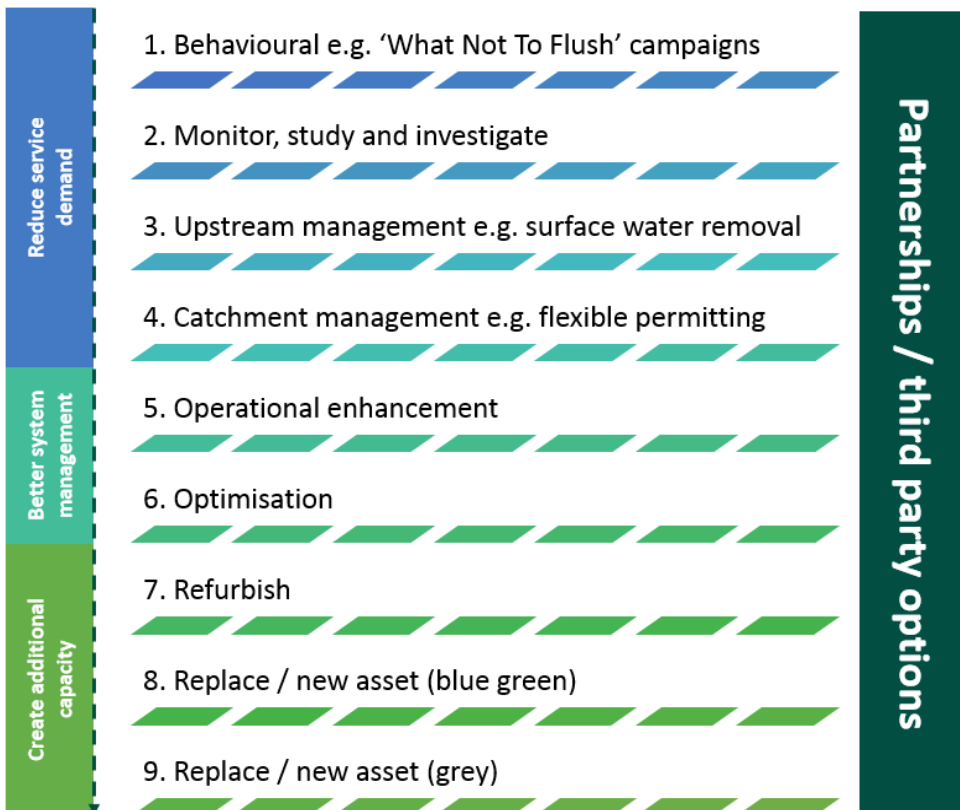 Reduce service
demand
Better system
management
Create additional
capacity
1. Behavioural e.g. ‘What Not To Flush’ campaigns
2. Monitor, study and investigate
3. Upstream management e.g. surface water removal
4. Catchment management e.g. flexible permitting
5. Operational enhancement
6. Optimisation
7. Refurbish
8. Replace / new asset (blue green)
9. Replace / new asset (grey)
Partnerships / third party options